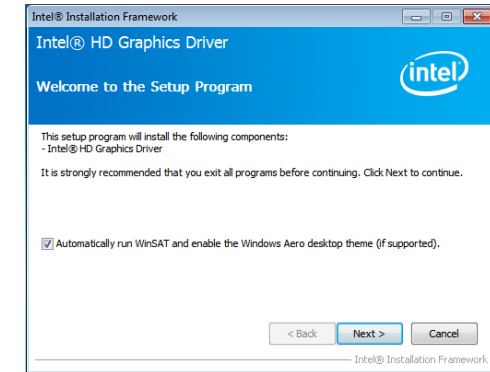 Intel® Installation Framework
Intel® HD Graphics Driver
intel
Welcome to the Setup Program
This setup program will install the following components:
- Intel® HD Graphics Driver
It is strongly recommended that you exit all programs before continuing. Click Next to continue.
Automatically run WinSAT and enable the Windows Aero desktop theme (if supported).
< Back Next > Cancel
Intel® Installation Framework